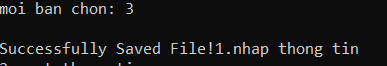 moi ban chon: 3
Successfully Saved File!1.nhap thong tin